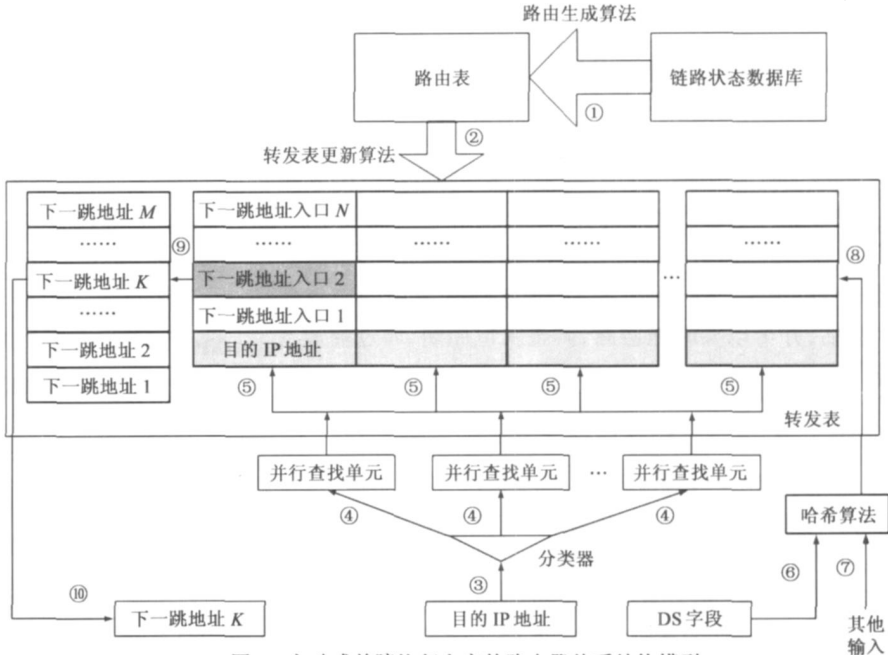 路由生成算法
路由表
链路状态数据库
①
②
转发表更新算法
下一跳地址 M
……
下一跳地址 K
……
下一跳地址 2
下一跳地址 1
⑨
下一跳地址入口 N
……
……
……
……
下一跳地址入口 2
…
⑧
下一跳地址入口 1
目的 IP 地址
⑤
⑤
⑤
⑤
转发表
并行查找单元
并行查找单元
…
并行查找单元
④
④
④
哈希算法
分类器
③
⑥
⑦
⑩
下一跳地址 K
目的 IP 地址
DS 字段
其他
输入